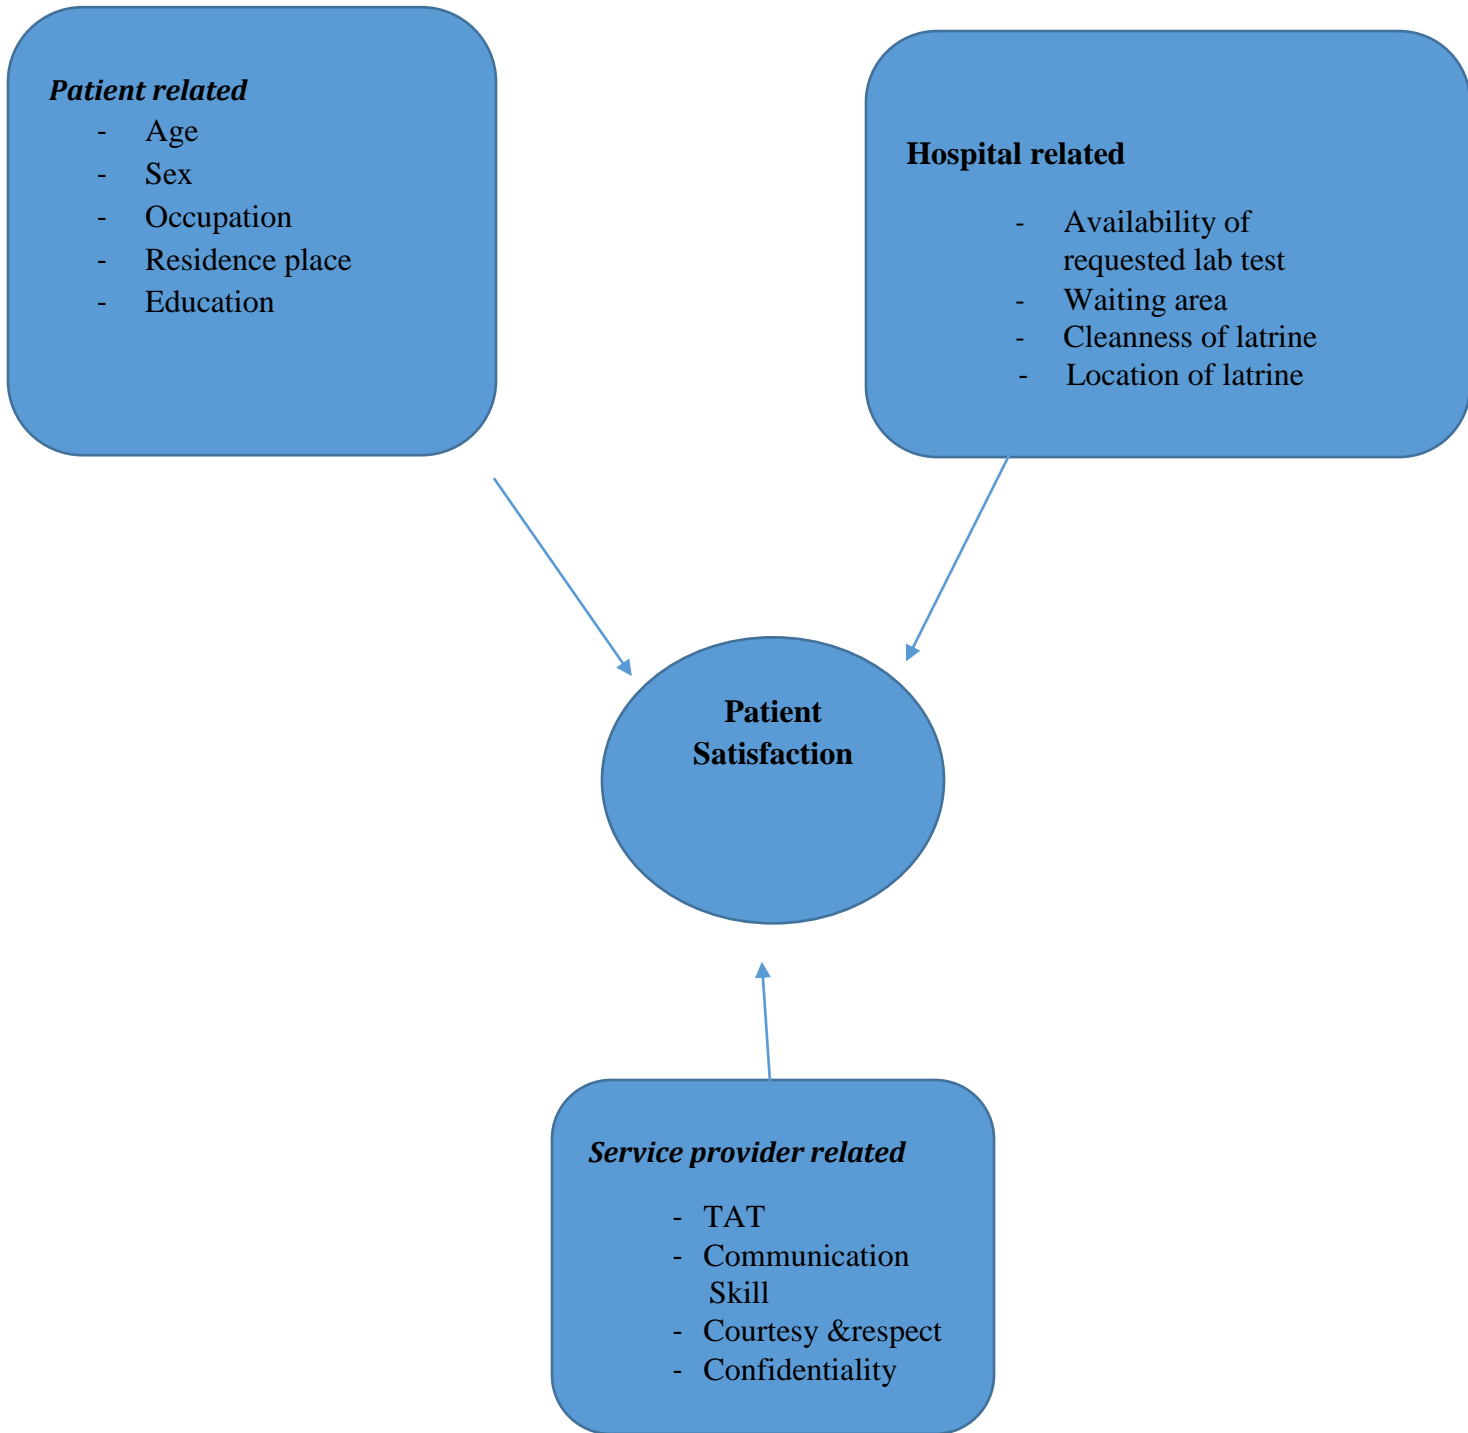 Patient related
- Age
- Sex
- Occupation
- Residence place
- Education
Hospital related
- Availability of
requested lab test
- Waiting area
- Cleanness of latrine
- Location of latrine
Patient
Satisfaction
Service provider related
- TAT
- Communication
Skill
- Courtesy &respect
- Confidentiality